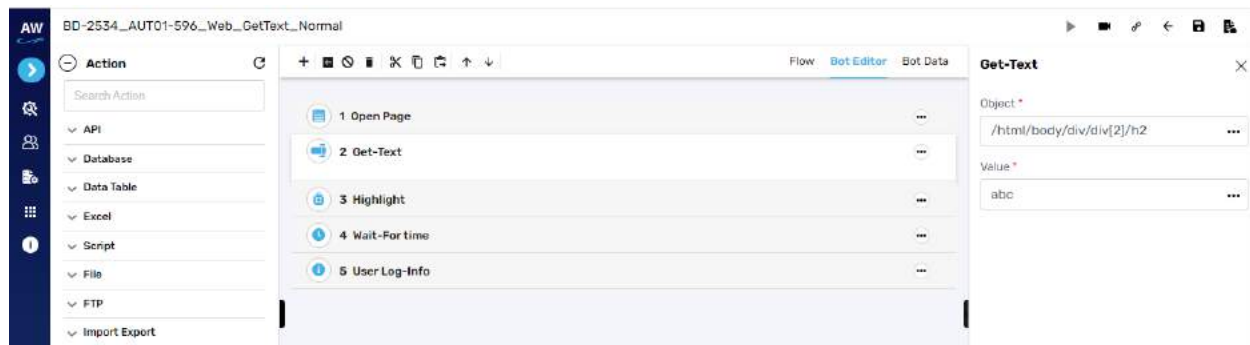 AW
BD-2534_AUT01-596_Web_GetText_Normal
Action
Search Action
API
Database
Data Table
Excel
Script
File
FTP
Import Export
Flow Bot Editor Bot Data
1 Open Page
2 Get-Text
3 Highlight
4 Wait-For time
5 User Log-Info
Get-Text
Object *
/html/body/div/div[2]/h2
Value *
abc